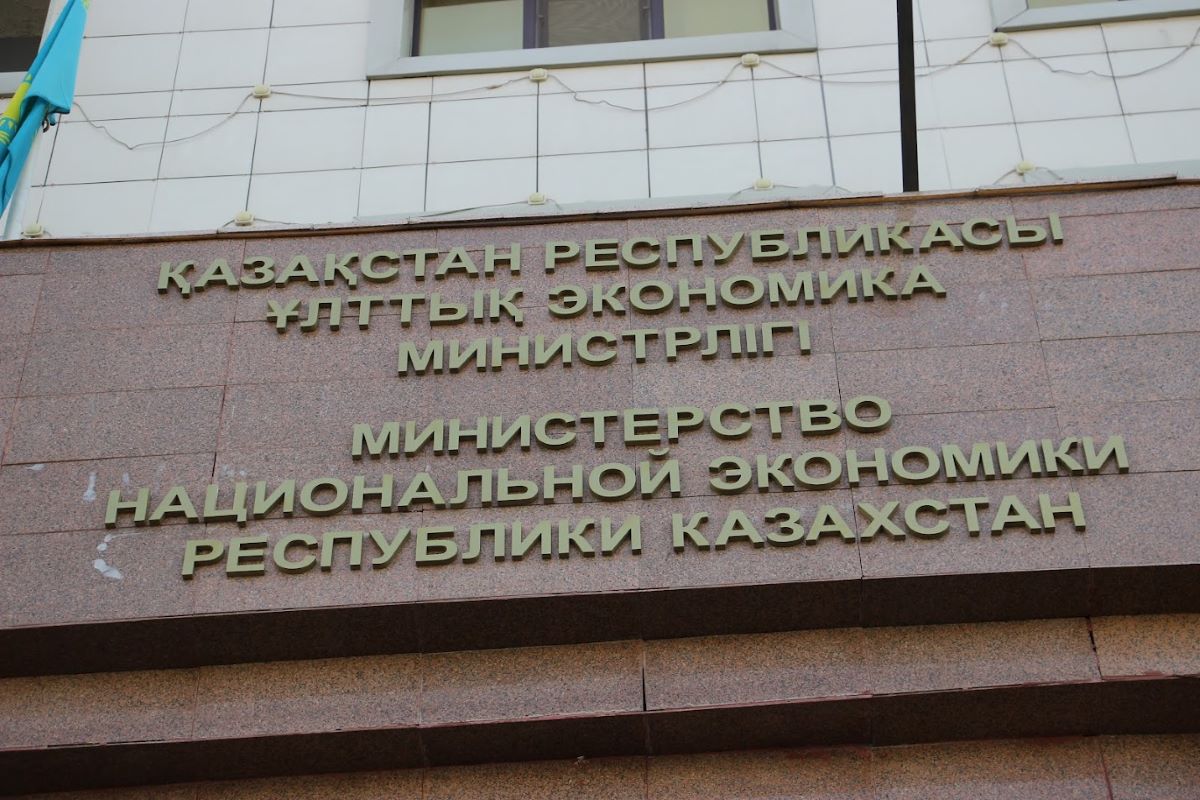 ҚАЗАҚСТАН РЕСПУБЛИКАСЫ
ҰЛТТЫҚ ЭКОНОМИКА
МИНИСТРЛІГІ
МИНИСТЕРСТВО
НАЦИОНАЛЬНОЙ ЭКОНОМИКИ
РЕСПУБЛИКИ КАЗАХСТАН